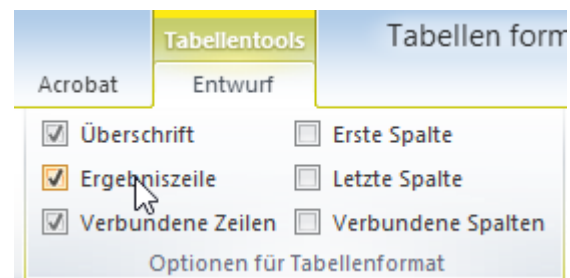 Tabellentools Tabellen form
Acrobat Entwurf
Überschrift Erste Spalte
Ergebniszeile Letzte Spalte
Verbundene Zeilen Verbundene Spalten
Optionen für Tabellenformat